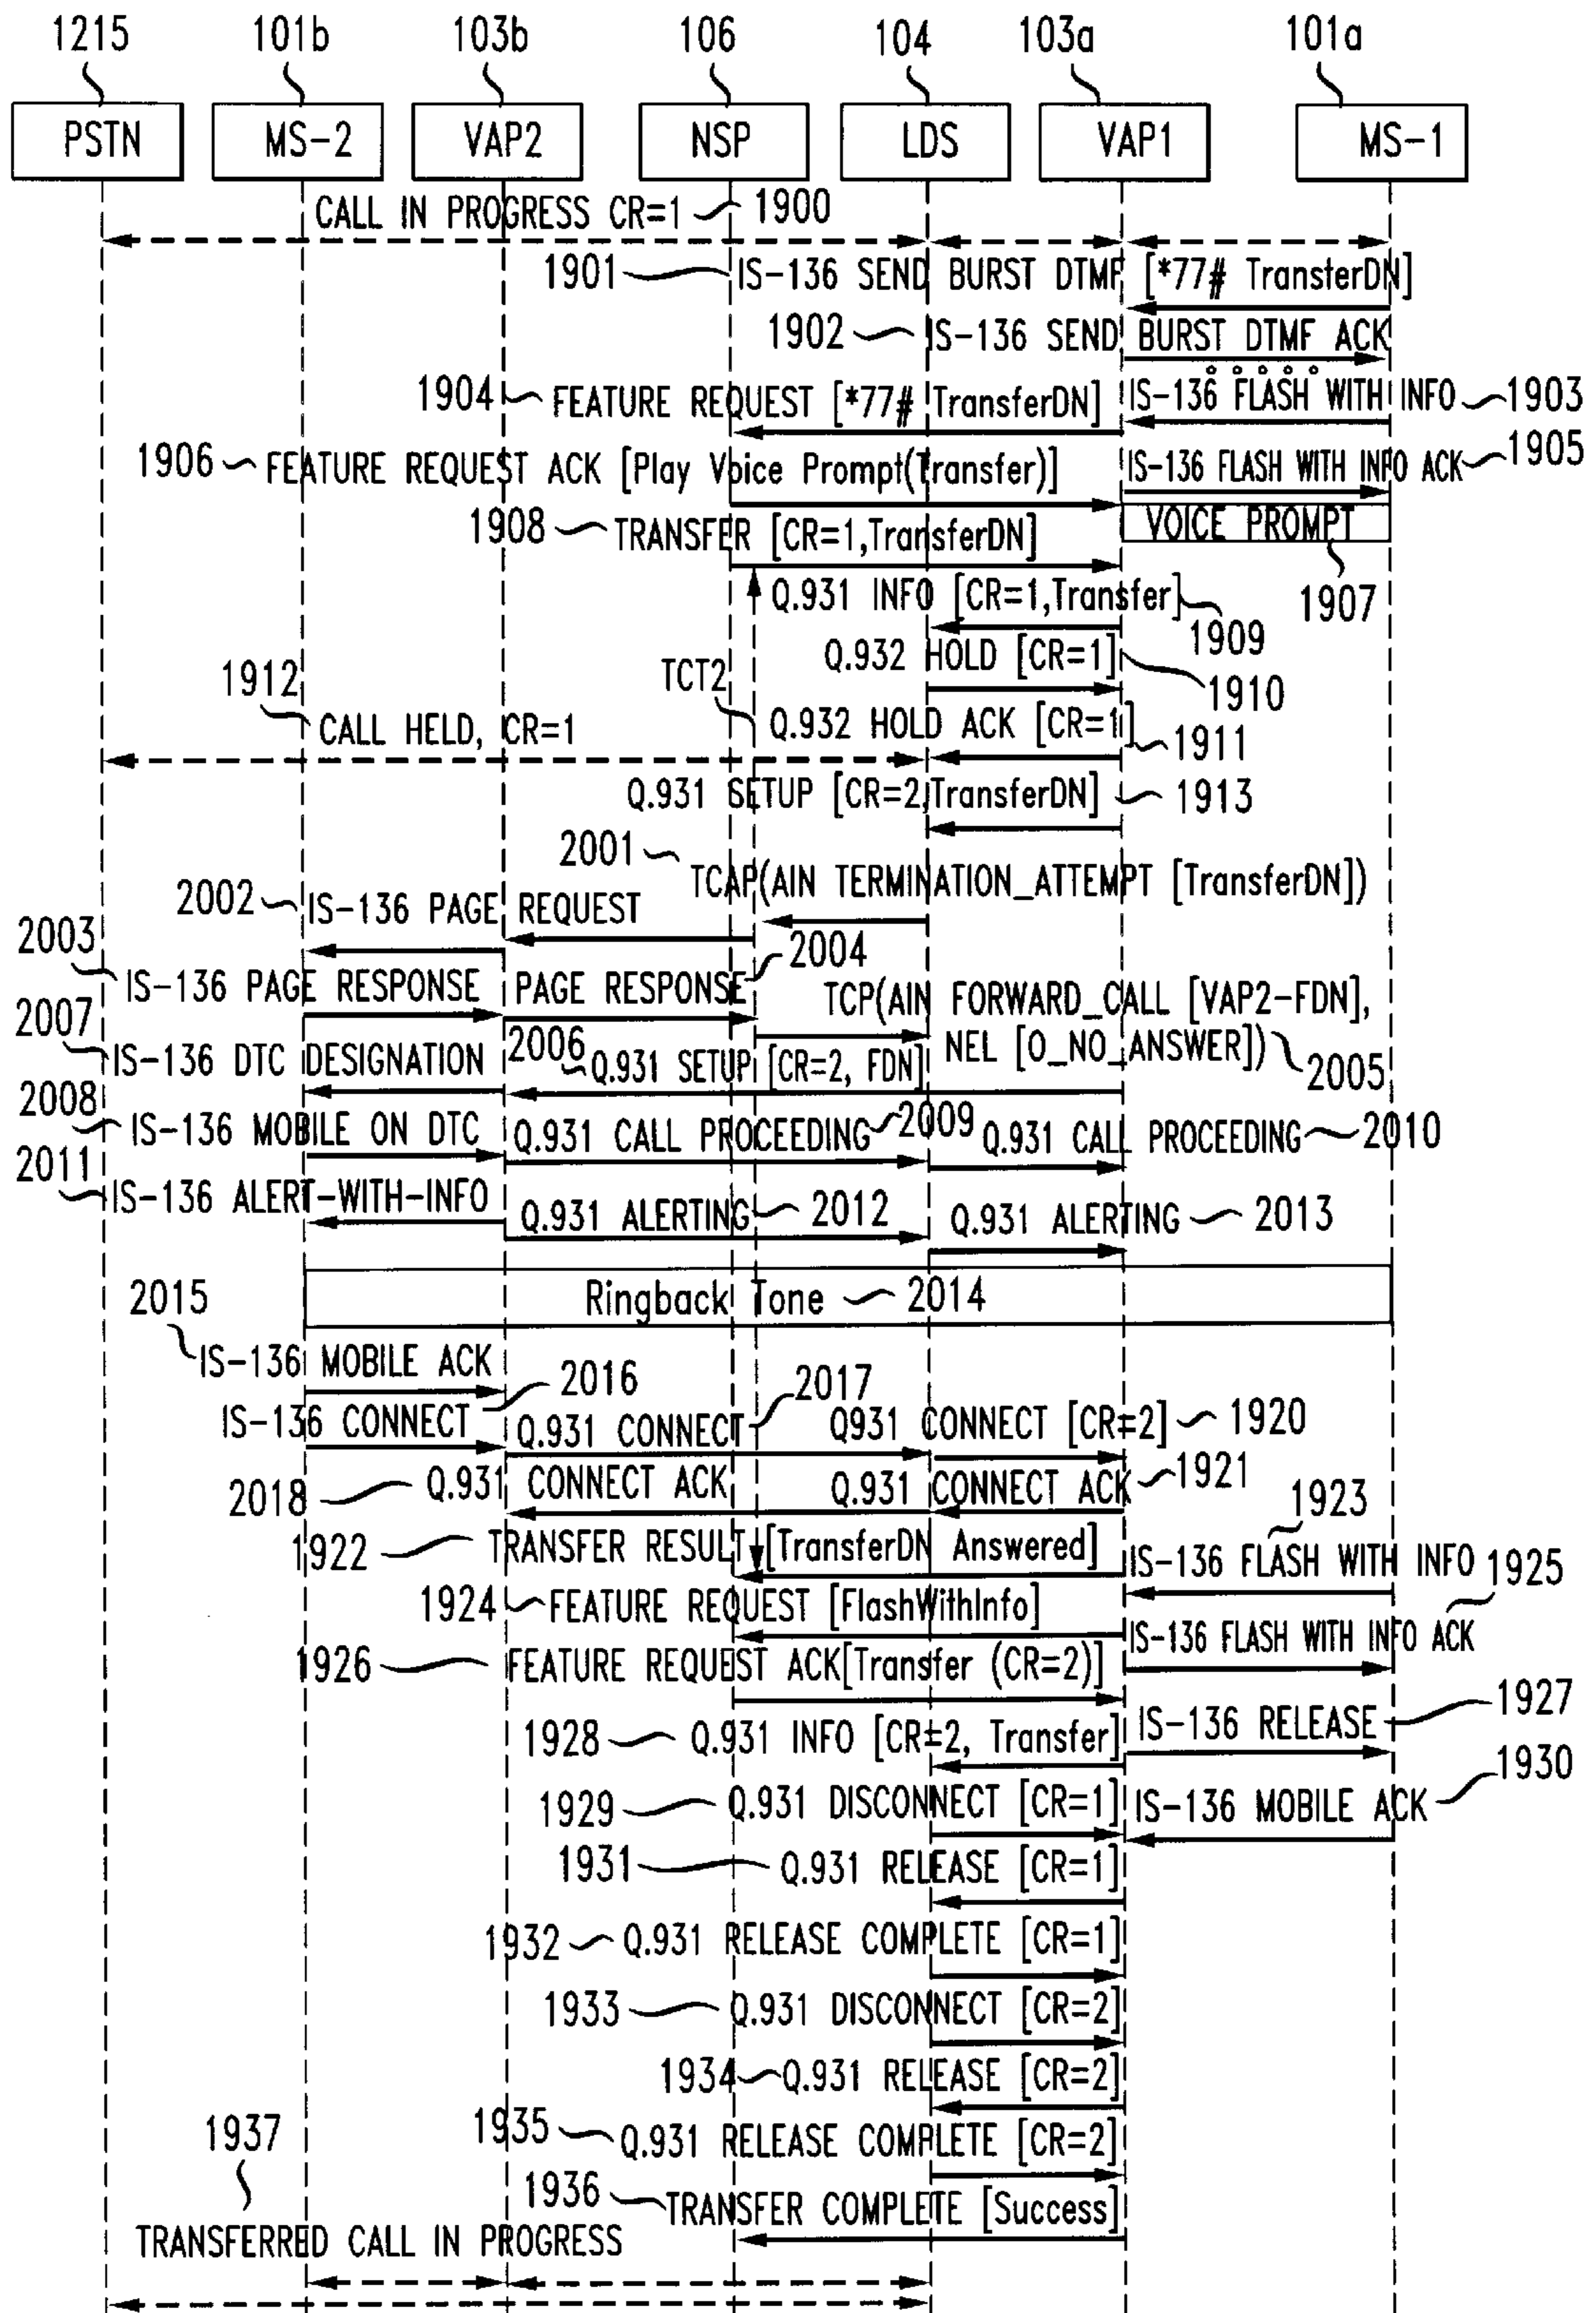 1215 101b 103b 106 104 103a 101a
PSTN MS-2 VAP2 NSP LDS VAP1 MS-1
CALL IN PROGRESS CR=1 1900
1901 IS-136 SEND BURST DTMF [*77# TransterDN]
1902 IS-136 SEND BURST DTMF ACK
1904 FEATURE REQUEST [*77# TransferDN] IS-136 FLASH WITH INFO 1903
1906 FEATURE REQUEST ACK [Play Voice Prompt(Transfer)] IS-136 FLASH WITH INFO ACK 1905
1908 TRANSFER [CR=1,TransferDN] VOICE PROMPT
1907
Q.931 INFO [CR=1,Transfer] 1909
Q.932 HOLD [CR=1] 1910
TCT2
1912 CALL HELD, CR=1 Q.932 HOLD ACK [CR=1] 1911
Q.931 SETUP [CR=2,TransferDN] 1913
2001 TCAP(AIN TERMINATION_ATTEMPT [TransferDN])
2002 IS-136 PAGE REQUEST
2003 IS-136 PAGE RESPONSE PAGE RESPONSE 2004 TCP(AIN FORWARD_CALL [VAP2-FDN],
NEL [O_NO_ANSWER]) 2005
2007 IS-136 DTC DESIGNATION 2006 Q.931 SETUP [CR=2, FDN]
2008 IS-136 MOBILE ON DTC Q.931 CALL PROCEEDING 2009 Q.931 CALL PROCEEDING 2010
2011 IS-136 ALERT-WITH-INFO Q.931 ALERTING 2012 Q.931 ALERTING 2013
Ringback Tone 2014
2015 IS-136 MOBILE ACK
IS-136 CONNECT 2016 Q.931 CONNECT 2017 Q931 CONNECT [CR=2] 1920
2018 Q.931 CONNECT ACK Q.931 CONNECT ACK 1921
1922 TRANSFER RESULT [TransferDN Answered] IS-136 FLASH WITH INFO 1923
1924 FEATURE REQUEST [FlashWithInfo] IS-136 FLASH WITH INFO ACK 1925
1926 FEATURE REQUEST ACK[Transfer (CR=2)]
1928 Q.931 INFO [CR=2, Transfer] IS-136 RELEASE 1927
1929 Q.931 DISCONNECT [CR=1] IS-136 MOBILE ACK 1930
1931 Q.931 RELEASE [CR=1]
1932 Q.931 RELEASE COMPLETE [CR=1]
1933 Q.931 DISCONNECT [CR=2]
1934 Q.931 RELEASE [CR=2]
1935 Q.931 RELEASE COMPLETE [CR=2]
1936 TRANSFER COMPLETE [Success]
1937 TRANSFERRED CALL IN PROGRESS